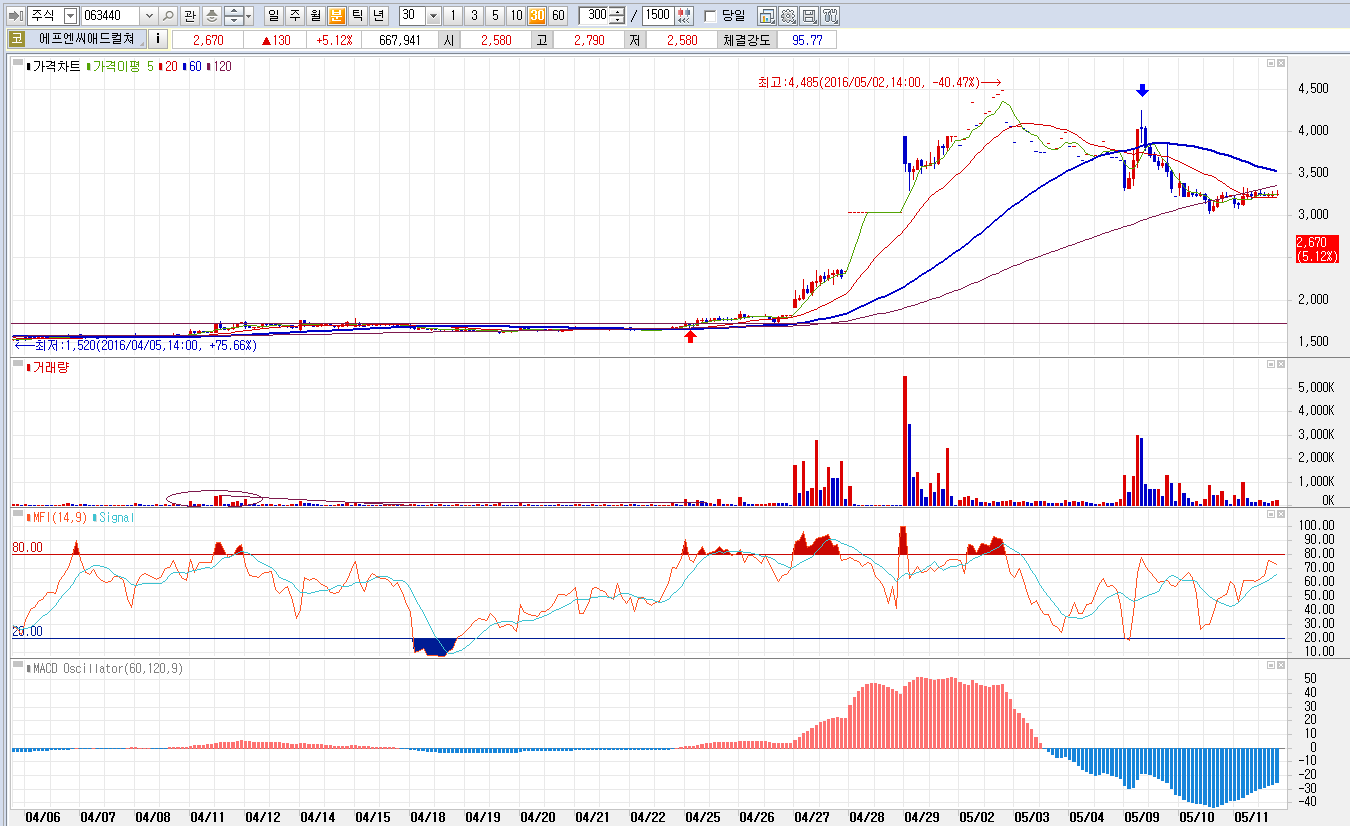 주식 063440 관 일 주 월 분 틱 년 30 1 3 5 10 30 60 300 / 1500 당일
코 에프엔씨애드컬쳐 i 2,670 ▲130 +5.12% 667,941 시 2,580 고 2,790 저 2,580 체결강도 95.77
가격차트 가격이평 5 20 60 120
최고:4,485(2016/05/02,14:00, -40.47%)→
4,500
4,000
3,500
3,000
2,670
(5.12%)
2,000
1,500
←최저:1,520(2016/04/05,14:00, +75.66%)
거래량
5,000K
4,000K
3,000K
2,000K
1,000K
0K
MFI(14,9) Signal
100.00
90.00
80.00 80.00
70.00
60.00
50.00
40.00
30.00
20.00 20.00
10.00
MACD Oscillator(60,120,9)
50
40
30
20
10
0
-10
-20
-30
-40
04/06 04/07 04/08 04/11 04/12 04/14 04/15 04/18 04/19 04/20 04/21 04/22 04/25 04/26 04/27 04/28 04/29 05/02 05/03 05/04 05/09 05/10 05/11